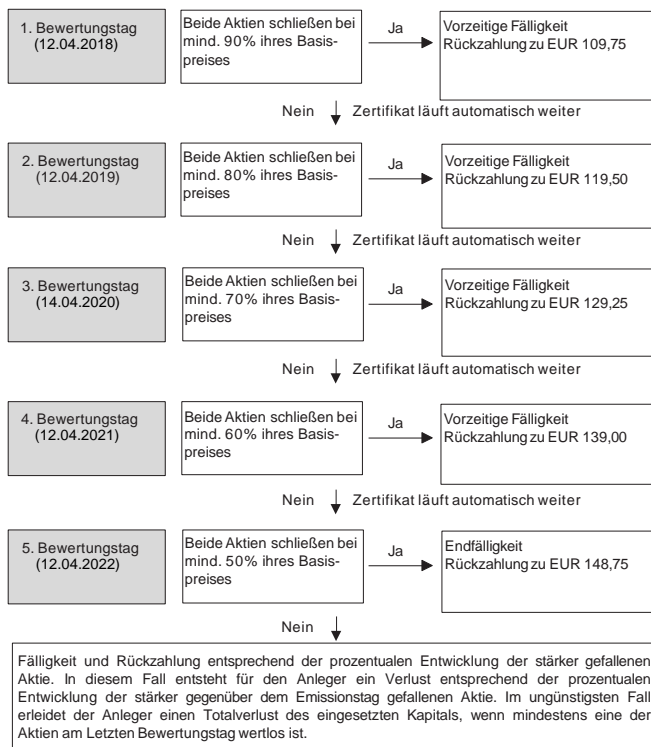 1. Bewertungstag
(12.04.2018)
Beide Aktien schließen bei
mind. 90% ihres Basis-
preises
Ja
Vorzeitige Fälligkeit
Rückzahlung zu EUR 109,75
Nein
Zertifikat läuft automatisch weiter
2. Bewertungstag
(12.04.2019)
Beide Aktien schließen bei
mind. 80% ihres Basis-
preises
Ja
Vorzeitige Fälligkeit
Rückzahlung zu EUR 119,50
Nein
Zertifikat läuft automatisch weiter
3. Bewertungstag
(14.04.2020)
Beide Aktien schließen bei
mind. 70% ihres Basis-
preises
Ja
Vorzeitige Fälligkeit
Rückzahlung zu EUR 129,25
Nein
Zertifikat läuft automatisch weiter
4. Bewertungstag
(12.04.2021)
Beide Aktien schließen bei
mind. 60% ihres Basis-
preises
Ja
Vorzeitige Fälligkeit
Rückzahlung zu EUR 139,00
Nein
Zertifikat läuft automatisch weiter
5. Bewertungstag
(12.04.2022)
Beide Aktien schließen bei
mind. 50% ihres Basis-
preises
Ja
Endfälligkeit
Rückzahlung zu EUR 148,75
Nein
Fälligkeit und Rückzahlung entsprechend der prozentualen Entwicklung der stärker gefallenen
Aktie. In diesem Fall entsteht für den Anleger ein Verlust entsprechend der prozentualen
Entwicklung der stärker gegenüber dem Emissionstag gefallenen Aktie. Im ungünstigsten Fall
erleidet der Anleger einen Totalverlust des eingesetzten Kapitals, wenn mindestens eine der
Aktien am Letzten Bewertungstag wertlos ist.